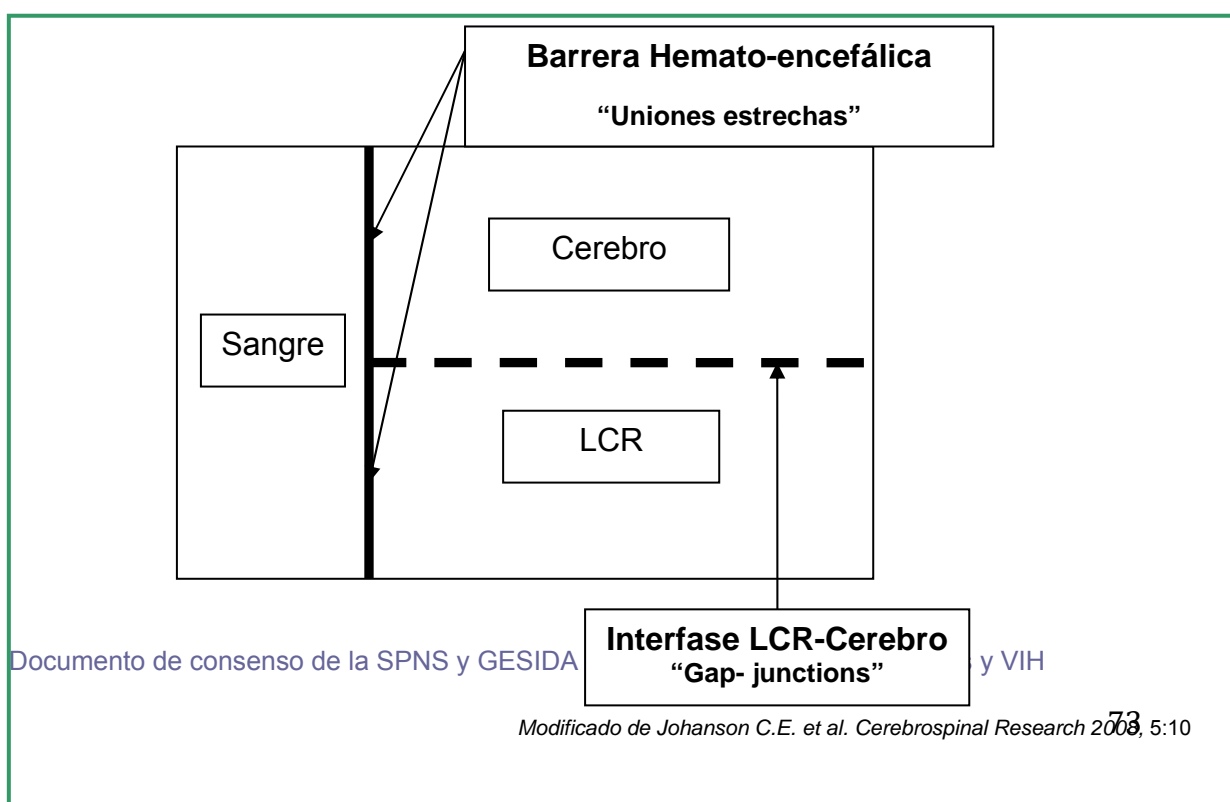 Barrera Hemato-encefálica
“Uniones estrechas”
Cerebro
Sangre
LCR
Interfase LCR-Cerebro
“Gap- junctions”
Documento de consenso de la SPNS y GESIDA y VIH
Modificado de Johanson C.E. et al. Cerebrospinal Research 5:10
73